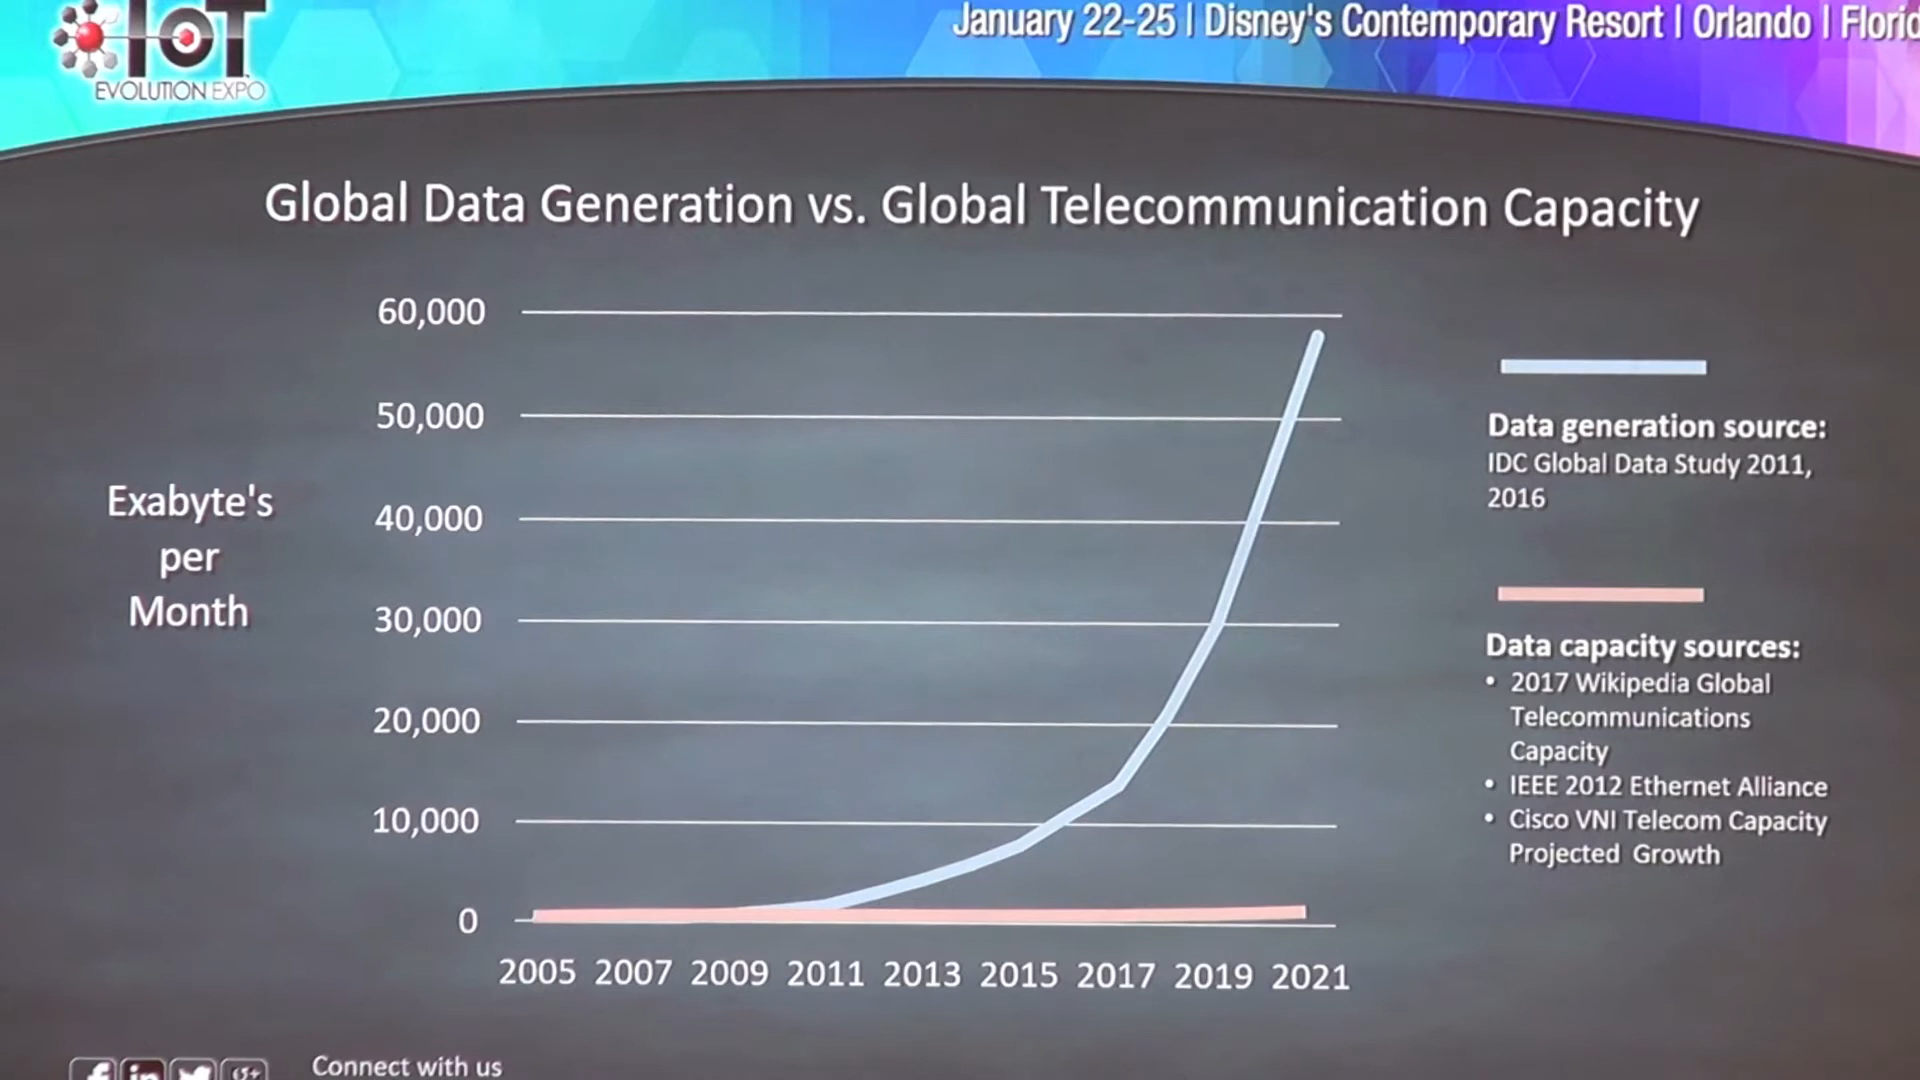 IoT
EVOLUTION EXPO
January 22-25 | Disney's Contemporary Resort | Orlando |
Global Data Generation vs. Global Telecommunication Capacity
Exabyte's
per
Month
60,000
50,000
40,000
30,000
20,000
10,000
0
2005 2007 2009 2011 2013 2015 2017 2019 2021
Data generation source:
IDC Global Data Study 2011,
2016
Data capacity sources:
• 2017 Wikipedia Global
Telecommunications
Capacity
• IEEE 2012 Ethernet Alliance
• Cisco VNI Telecom Capacity
Projected Growth
f in G+
Connect with us